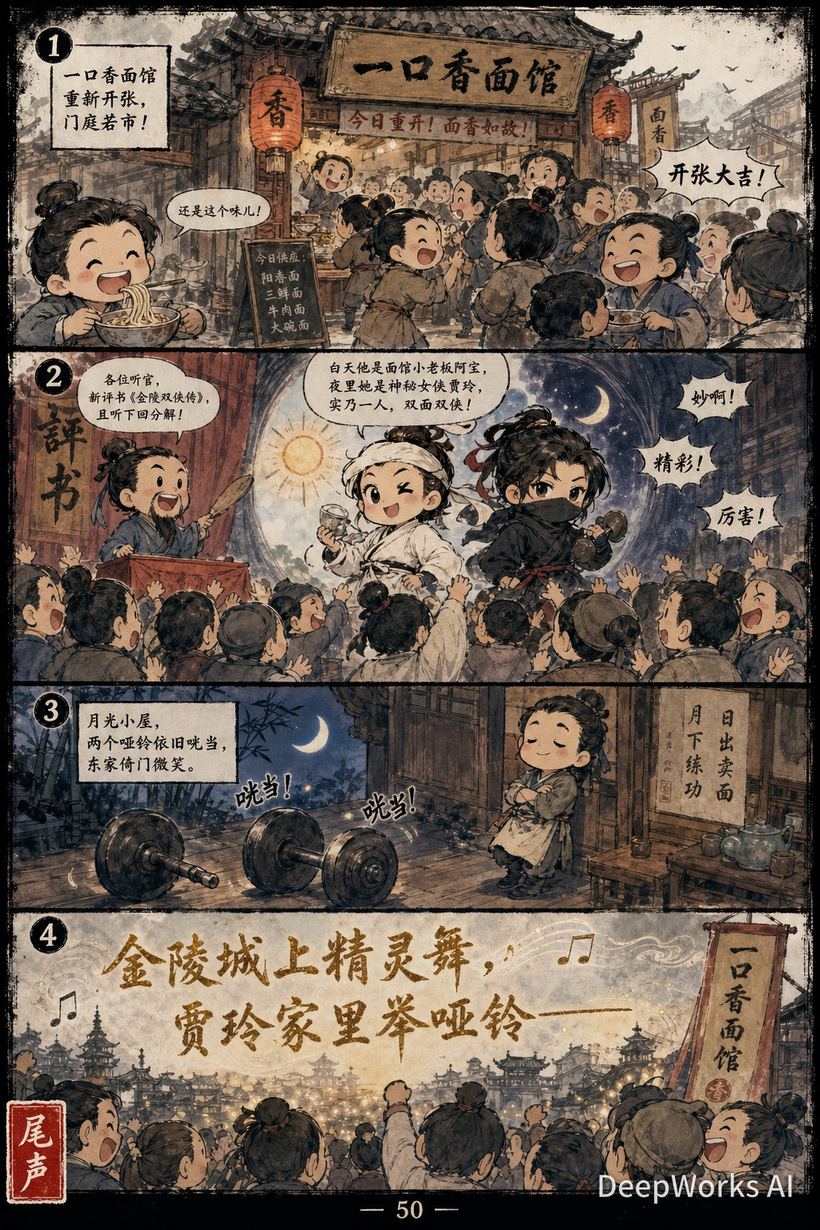 1
一口香面馆
重新开张，
门庭若市！
一口香面馆
今日重开！面香如故！
香
香
面香
开张大吉！
还是这个味儿！
今日供应：
阳春面
三鲜面
牛肉面
大碗面
2
各位听官，
新评书《金陵双侠传》，
且听下回分解！
評书
白天他是面馆小老板阿宝，
夜里她是神秘女侠贾玲，
实乃一人，双面双侠！
妙啊！
精彩！
厉害！
3
月光小屋，
两个哑铃依旧咣当，
东家倚门微笑。
咣当！
咣当！
日出卖面
月下练功
4
金陵城上精灵舞，
贾玲家里举哑铃——
一口香面馆
香
尾声
— 50 —
DeepWorks AI